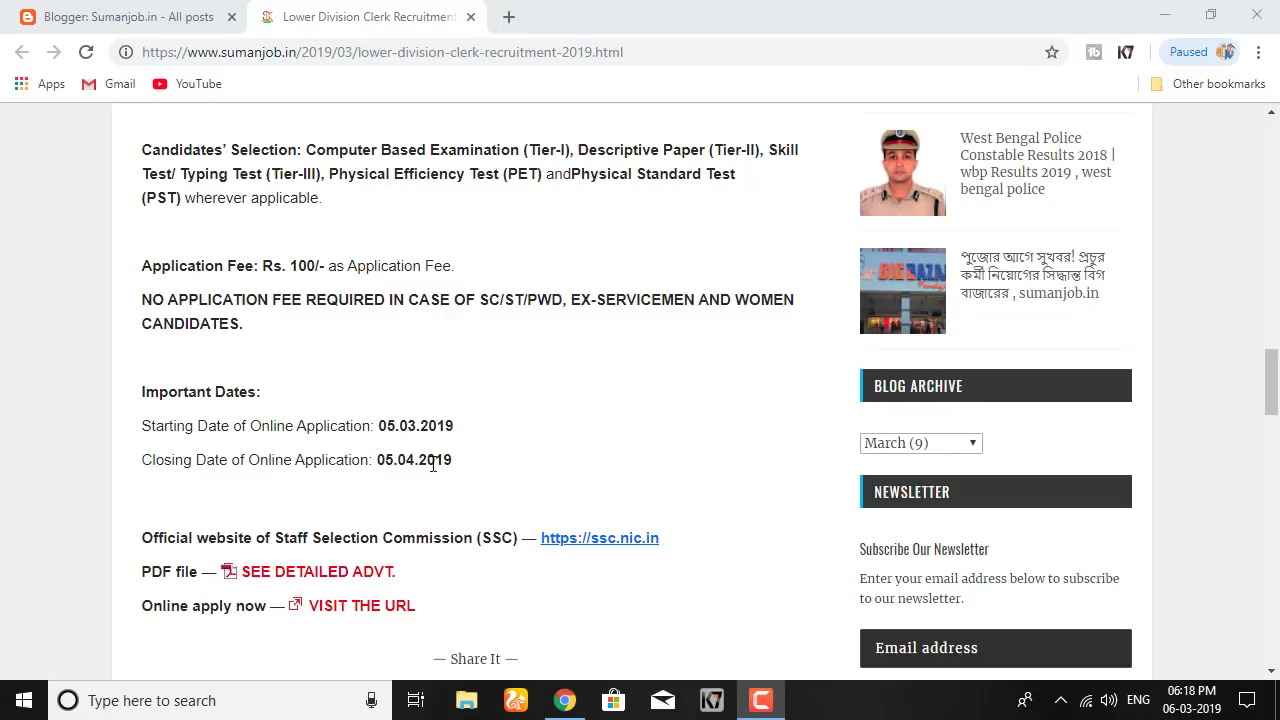 Blogger: Sumanjob.in - All posts
Lower Division Clerk Recruitment
https://www.sumanjob.in/2019/03/lower-division-clerk-recruitment-2019.html
Paused
Apps
Gmail
YouTube
Other bookmarks
Candidates’ Selection: Computer Based Examination (Tier-I), Descriptive Paper (Tier-II), Skill
Test/ Typing Test (Tier-III), Physical Efficiency Test (PET) andPhysical Standard Test
(PST) wherever applicable.
Application Fee: Rs. 100/- as Application Fee.
NO APPLICATION FEE REQUIRED IN CASE OF SC/ST/PWD, EX-SERVICEMEN AND WOMEN
CANDIDATES.
Important Dates:
Starting Date of Online Application: 05.03.2019
Closing Date of Online Application: 05.04.2019
Official website of Staff Selection Commission (SSC) — https://ssc.nic.in
PDF file — SEE DETAILED ADVT.
Online apply now — VISIT THE URL
— Share It —
West Bengal Police
Constable Results 2018 |
wbp Results 2019 , west
bengal police
BIG BAZA
পুজোর আগে সুখবর! প্রচুর
কর্মী নিয়োগের সিদ্ধান্ত বিগ
বাজারের , sumanjob.in
BLOG ARCHIVE
March (9)
NEWSLETTER
Subscribe Our Newsletter
Enter your email address below to subscribe
to our newsletter.
Email address
Type here to search
K7
K7
ENG
06:18 PM
06-03-2019